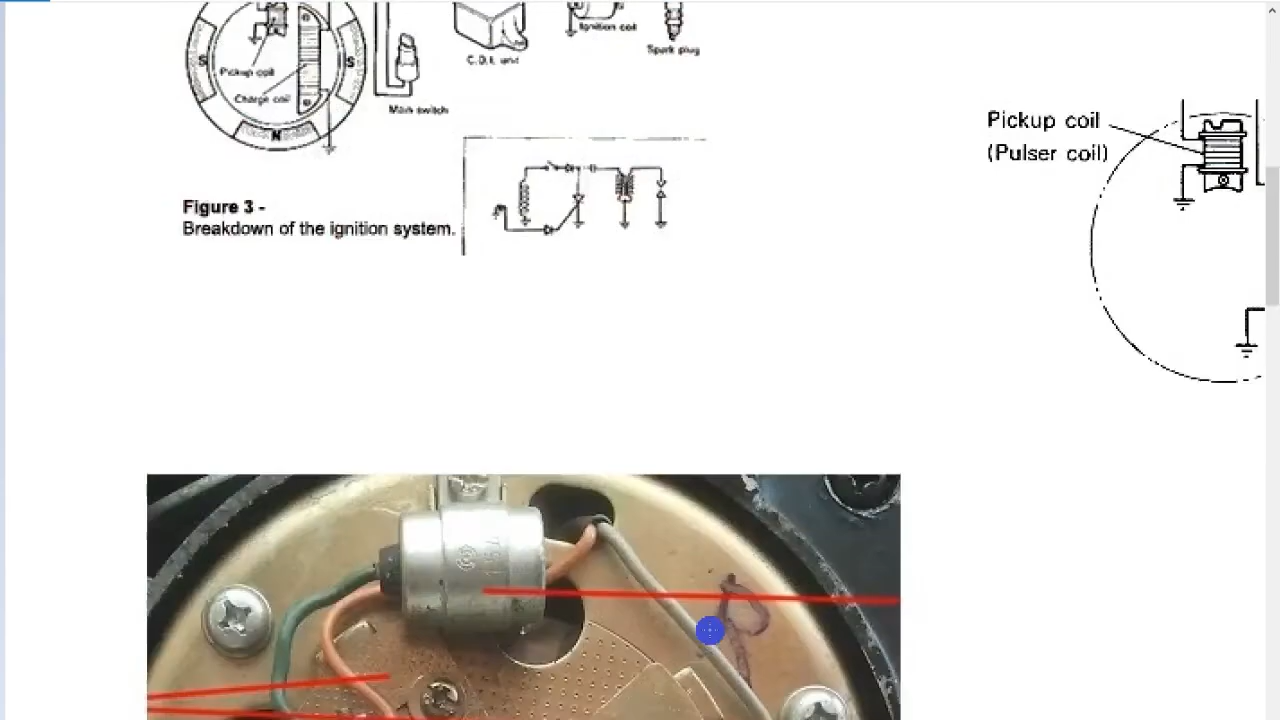 Pickup coil
Charge coil
S
S
N
Main switch
C.D.I. unit
Ignition coil
Spark plug
Figure 3 -
Breakdown of the ignition system.
Pickup coil
(Pulser coil)